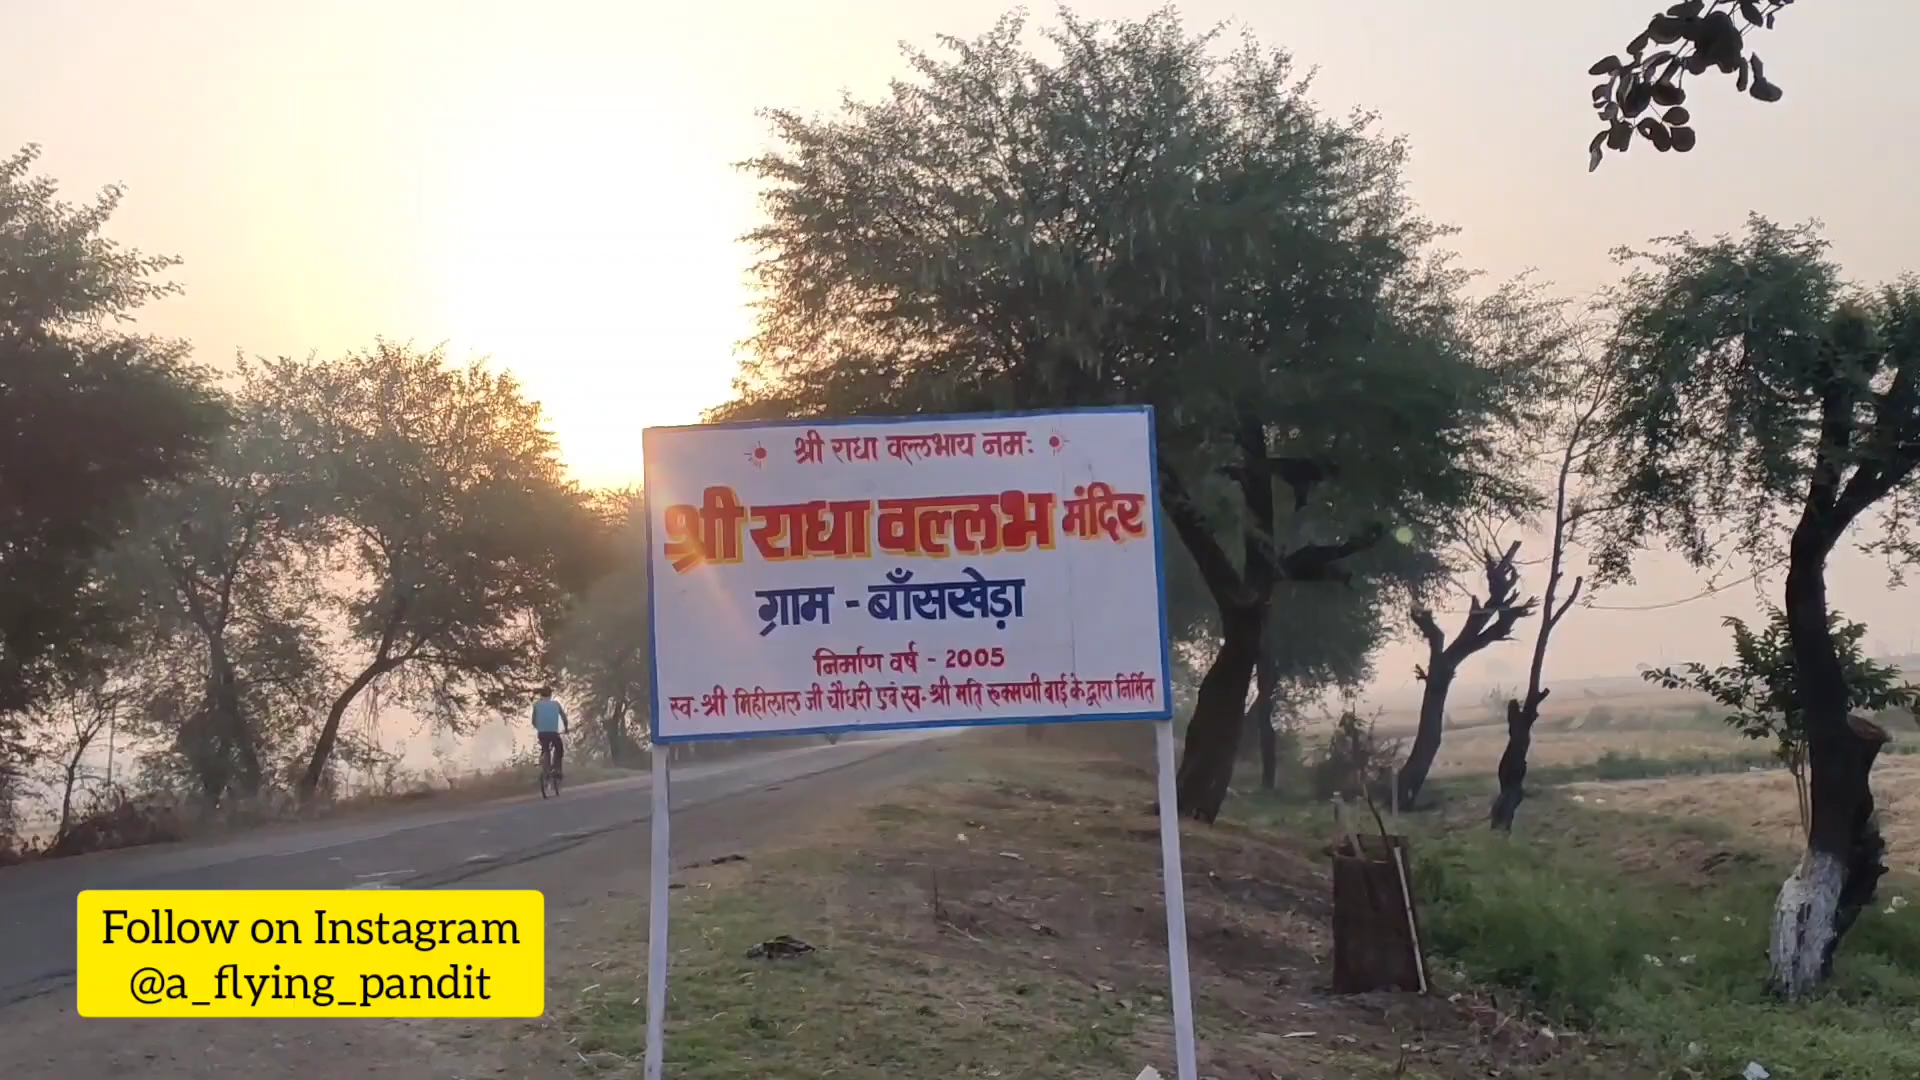 श्री राधा वल्लभाय नमः
श्री राधा वल्लभ मंदिर
ग्राम - बाँसखेड़ा
निर्माण वर्ष - 2005
स्व. श्री मिहीलाल जी चौधरी एवं स्व. श्री मति रुक्मणी बाई के द्वारा निर्मित
Follow on Instagram
@a_flying_pandit